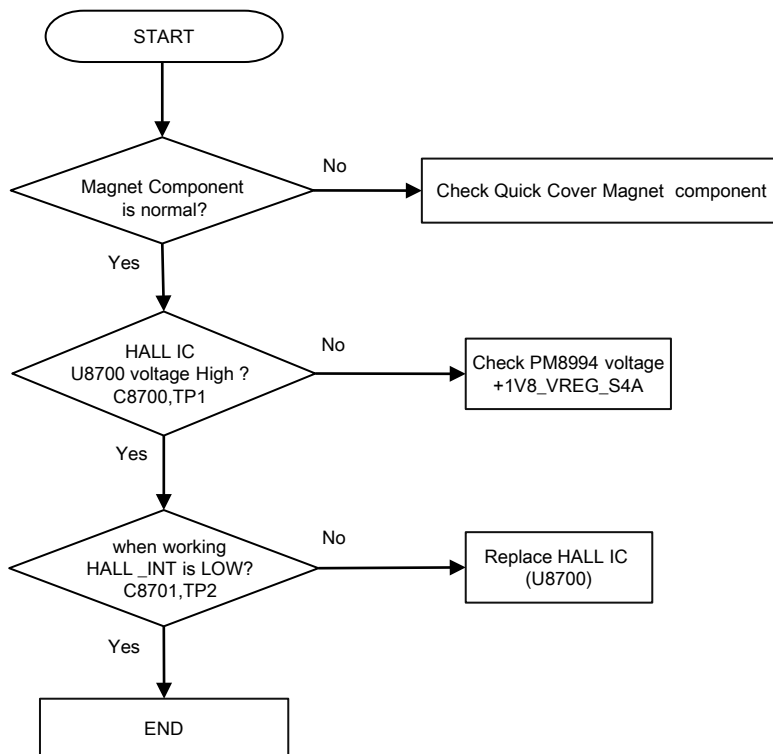 START
Magnet Component
is normal?
No
Check Quick Cover Magnet component
Yes
HALL IC
U8700 voltage High ?
C8700,TP1
No
Check PM8994 voltage
+1V8_VREG_S4A
Yes
when working
HALL _INT is LOW?
C8701,TP2
No
Replace HALL IC
(U8700)
Yes
END